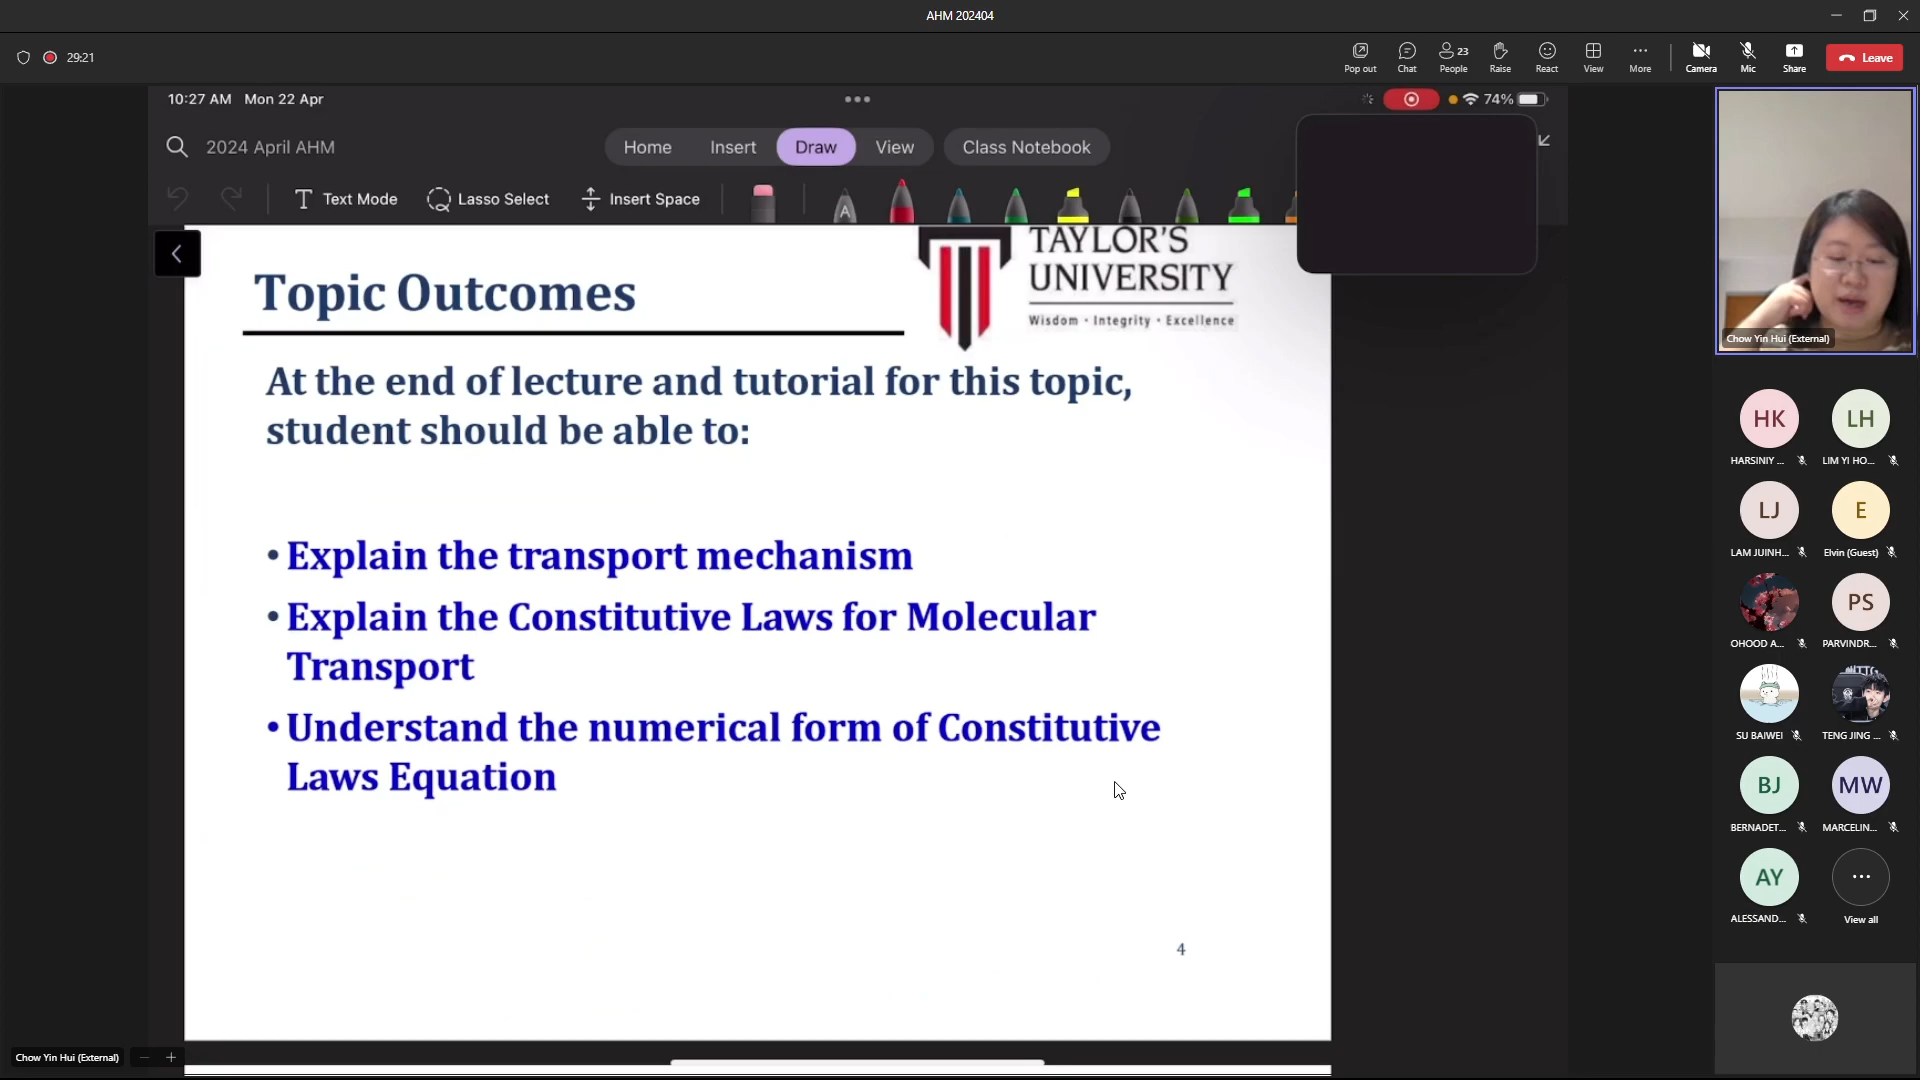 AHM 202404
29:21
Pop out
Chat
23
People
Raise
React
View
More
Camera
Mic
Share
Leave
10:27 AM Mon 22 Apr
74%
2024 April AHM
Home
Insert
Draw
View
Class Notebook
Text Mode
Lasso Select
Insert Space
A
TAYLOR'S
UNIVERSITY
Wisdom · Integrity · Excellence
Topic Outcomes
At the end of lecture and tutorial for this topic,
student should be able to:
• Explain the transport mechanism
• Explain the Constitutive Laws for Molecular
Transport
• Understand the numerical form of Constitutive
Laws Equation
4
Chow Yin Hui (External)
Chow Yin Hui (External)
HK
HARSINIY ...
LH
LIM YI HO...
LJ
LAM JUINH...
E
Elvin (Guest)
OHOOD A...
PS
PARVINDR...
SU BAIWEI
TENG JING ...
BJ
BERNADET...
MW
MARCELIN...
AY
ALESSAND...
View all